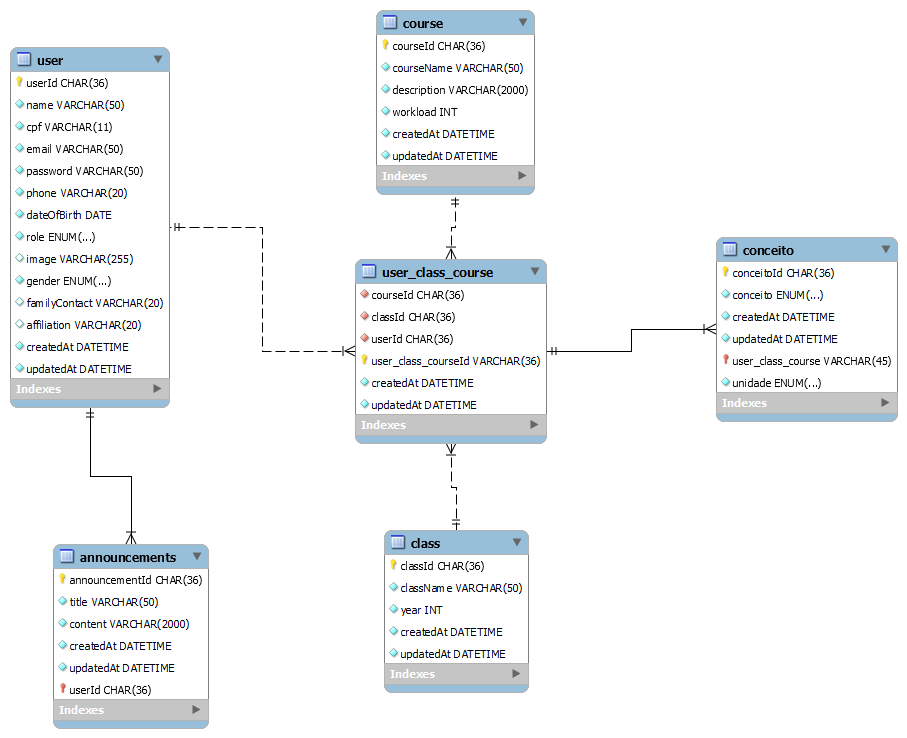 course
courseId CHAR(36)
courseName VARCHAR(50)
description VARCHAR(2000)
workload INT
createdAt DATETIME
updatedAt DATETIME
Indexes
user
userId CHAR(36)
name VARCHAR(50)
cpf VARCHAR(11)
email VARCHAR(50)
password VARCHAR(50)
phone VARCHAR(20)
dateOfBirth DATE
role ENUM(...)
image VARCHAR(255)
gender ENUM(...)
familyContact VARCHAR(20)
affiliation VARCHAR(20)
createdAt DATETIME
updatedAt DATETIME
Indexes
user_class_course
courseId CHAR(36)
classId CHAR(36)
userId CHAR(36)
user_class_courseId VARCHAR(36)
createdAt DATETIME
updatedAt DATETIME
Indexes
conceito
conceitoId CHAR(36)
conceito ENUM(...)
createdAt DATETIME
updatedAt DATETIME
user_class_course VARCHAR(45)
unidade ENUM(...)
Indexes
announcements
announcementId CHAR(36)
title VARCHAR(50)
content VARCHAR(2000)
createdAt DATETIME
updatedAt DATETIME
userId CHAR(36)
Indexes
class
classId CHAR(36)
className VARCHAR(50)
year INT
createdAt DATETIME
updatedAt DATETIME
Indexes